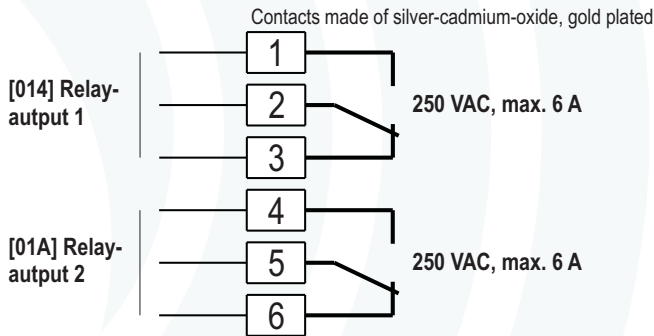 Contacts made of silver-cadmium-oxide, gold plated
1
[014] Relay-
autput 1
2
250 VAC, max. 6 A
3
4
[01A] Relay-
autput 2
5
250 VAC, max. 6 A
6